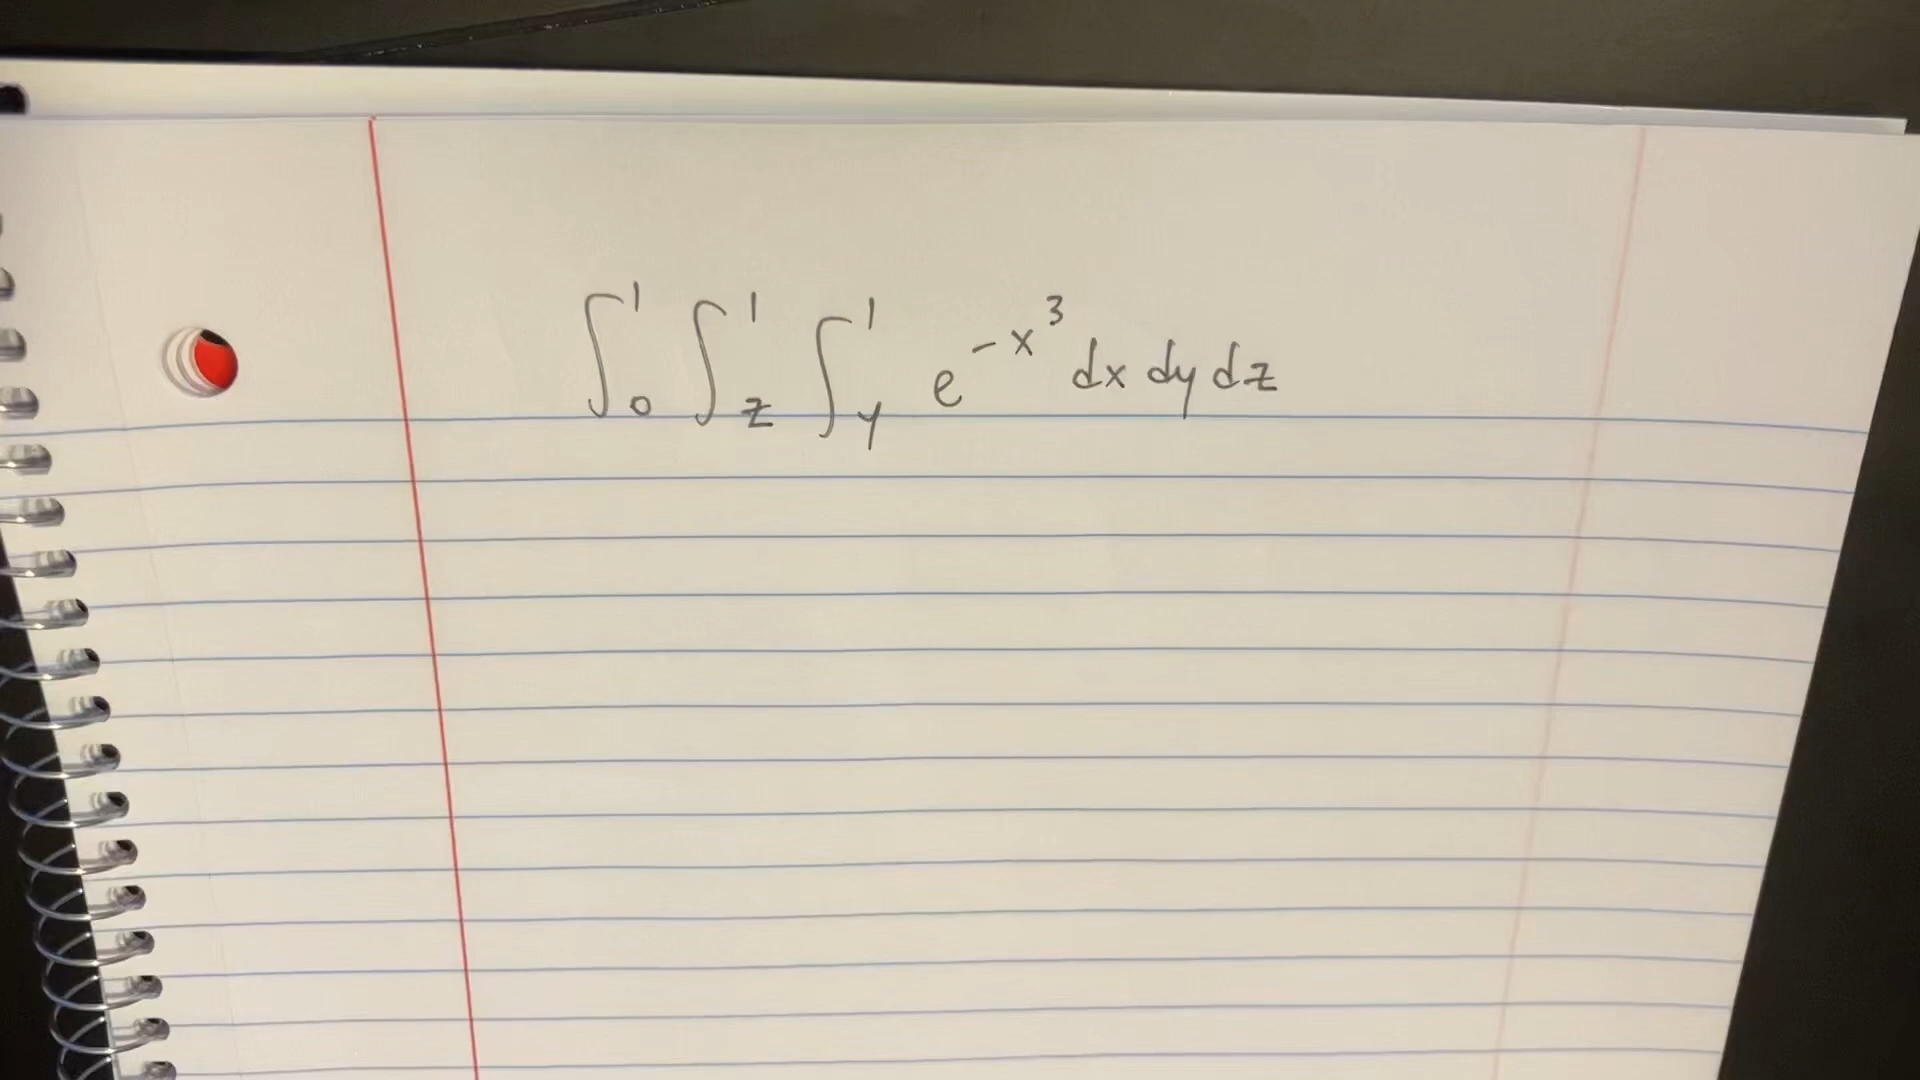 ∫₀¹ ∫_z¹ ∫_y¹ e^{-x³} dx dy dz